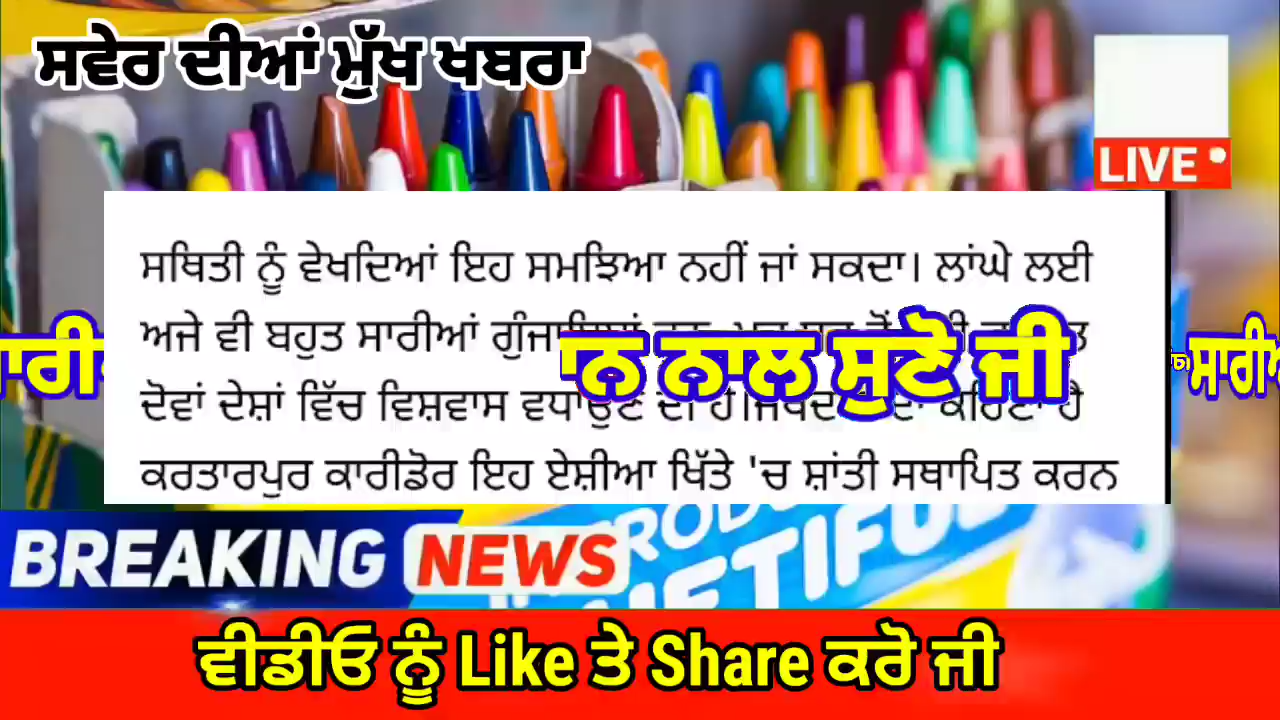 ਸਵੇਰ ਦੀਆਂ ਮੁੱਖ ਖਬਰਾ
LIVE
ਸਥਿਤੀ ਨੂੰ ਵੇਖਦਿਆਂ ਇਹ ਸਮਝਿਆ ਨਹੀਂ ਜਾਂ ਸਕਦਾ। ਲਾਂਘੇ ਲਈ
ਅਜੇ ਵੀ ਬਹੁਤ ਸਾਰੀਆਂ
ਨਾਲ ਸੁਣੋ ਜੀ
ਦੋਵਾਂ ਦੇਸ਼ਾਂ ਵਿੱਚ ਵਿਸ਼ਵਾਸ ਵਧਾਉਣ
ਕਹਿਣਾ ਹੈ
ਕਰਤਾਰਪੁਰ ਕਾਰੀਡੋਰ ਇਹ ਏਸ਼ੀਆ ਖਿੱਤੇ 'ਚ ਸ਼ਾਂਤੀ ਸਥਾਪਿਤ ਕਰਨ
BREAKING NEWS
ਵੀਡੀਓ ਨੂੰ Like ਤੇ Share ਕਰੋ ਜੀ